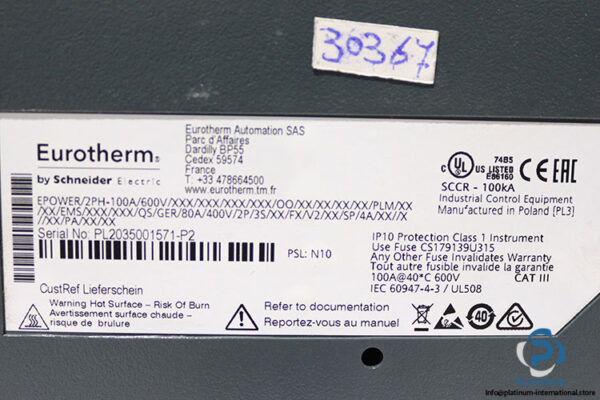 30367
Eurotherm®
by Schneider Electric
Eurotherm Automation SAS
Parc d'Affaires
Dardilly BP55
Cedex 59574
France
T: +33 478664500
www.eurotherm.tm.fr
EPOWER/2PH-100A/600V/XXX/XXX/XXX/XXX/OO/XX/XX/XX/XX/PLM/XX
/XX/EMS/XXX/XXX/QS/GER/80A/400V/2P/3S/XX/FX/V2/XX/SP/4A/XX//X
//XX/PA/XX/XX
Serial No: PL2035001571-P2
PSL: N10
CustRef Lieferschein
Warning Hot Surface - Risk Of Burn
Avertissement surface chaude -
risque de brulure
Refer to documentation
Reportez-vous au manuel
C UL US LISTED
74B5
E86160
CE EAC
SCCR - 100kA
Industrial Control Equipment
Manufactured in Poland [PL3]
IP10 Protection Class 1 Instrument
Use Fuse CS179139U315
Any Other Fuse Invalidates Warranty
Tout autre fusible invalide la garantie
100A@40°C 600V CAT III
IEC 60947-4-3 / UL508
40
info@platinum-international.store